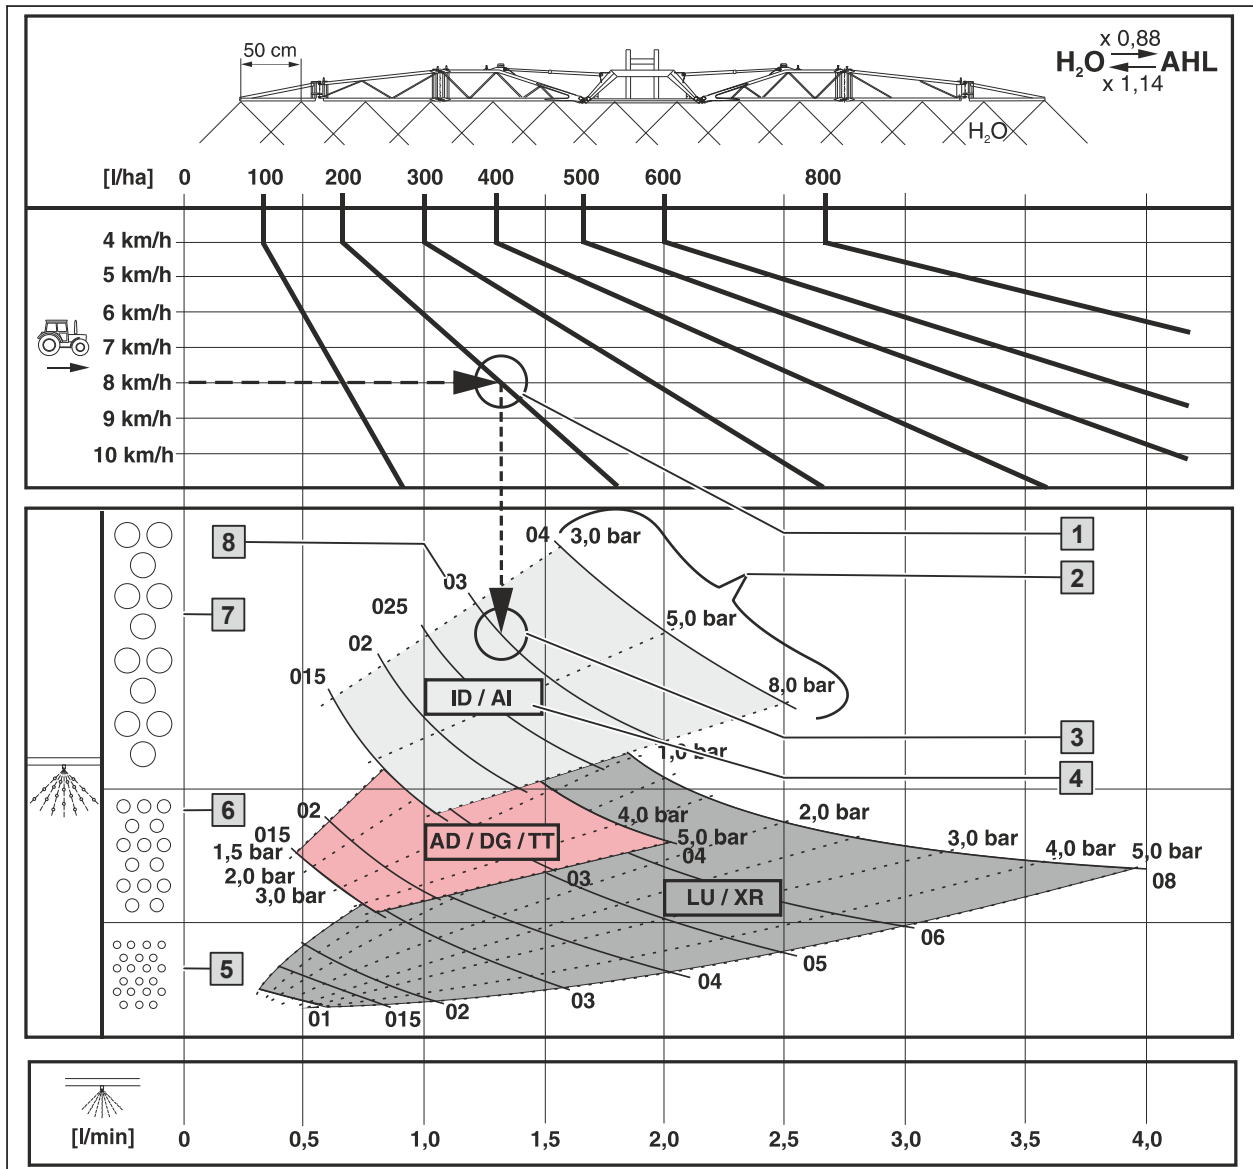 50 cm
x 0,88
H₂O AHL
x 1,14
H₂O
[l/ha] 0 100 200 300 400 500 600 800
4 km/h
5 km/h
6 km/h
7 km/h
8 km/h
9 km/h
10 km/h
8
04
3,0 bar
1
2
03
025
7
5,0 bar
02
015
ID / AI
8,0 bar
3
1,0 bar
4
6
02
4,0 bar
2,0 bar
015
AD / DG / TT
5,0 bar
3,0 bar
4,0 bar
5,0 bar
1,5 bar
04
2,0 bar
03
08
3,0 bar
LU / XR
06
5
05
04
03
02
01
015
[l/min] 0 0,5 1,0 1,5 2,0 2,5 3,0 3,5 4,0